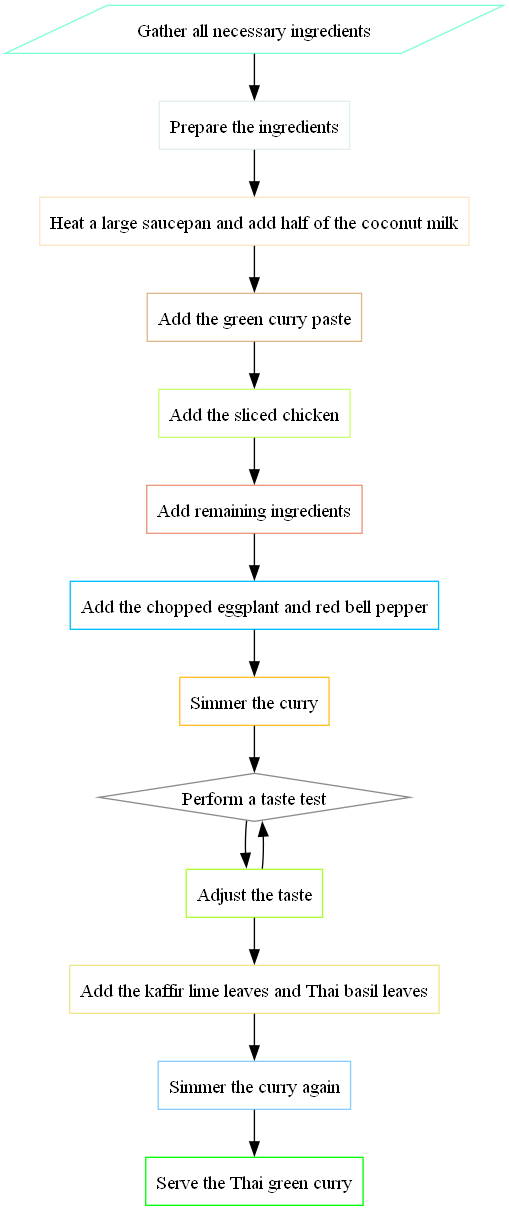 Gather all necessary ingredients
Prepare the ingredients
Heat a large saucepan and add half of the coconut milk
Add the green curry paste
Add the sliced chicken
Add remaining ingredients
Add the chopped eggplant and red bell pepper
Simmer the curry
Perform a taste test
Adjust the taste
Add the kaffir lime leaves and Thai basil leaves
Simmer the curry again
Serve the Thai green curry